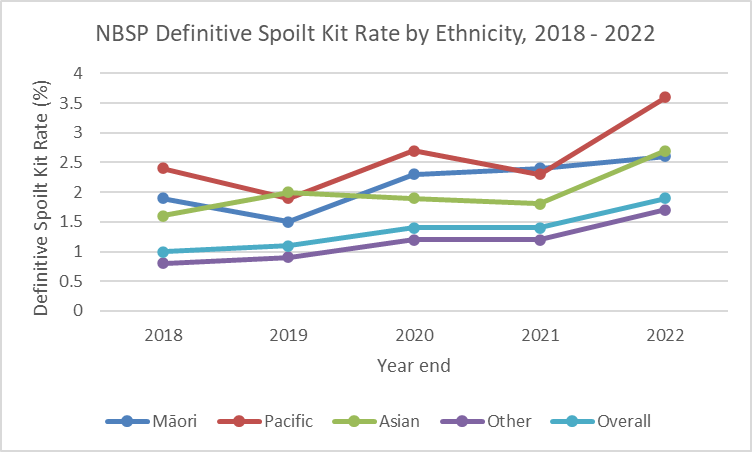 NBSP Definitive Spoilt Kit Rate by Ethnicity, 2018 - 2022
Definitive Spoilt Kit Rate (%)
4
3.5
3
2.5
2
1.5
1
0.5
0
2018 2019 2020 2021 2022
Year end
Māori Pacific Asian Other Overall